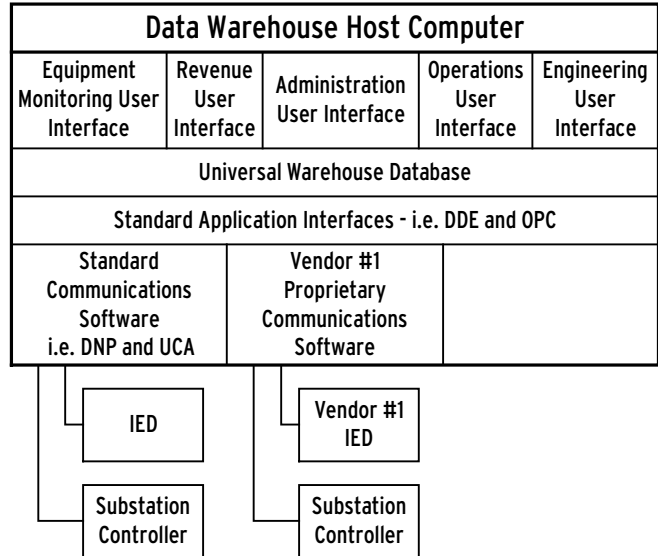 Data Warehouse Host Computer
Equipment
Monitoring User
Interface
Revenue
User
Interface
Administration
User Interface
Operations
User
Interface
Engineering
User
Interface
Universal Warehouse Database
Standard Application Interfaces - i.e. DDE and OPC
Standard
Communications
Software
i.e. DNP and UCA
Vendor #1
Proprietary
Communications
Software
IED
Vendor #1
IED
Substation
Controller
Substation
Controller